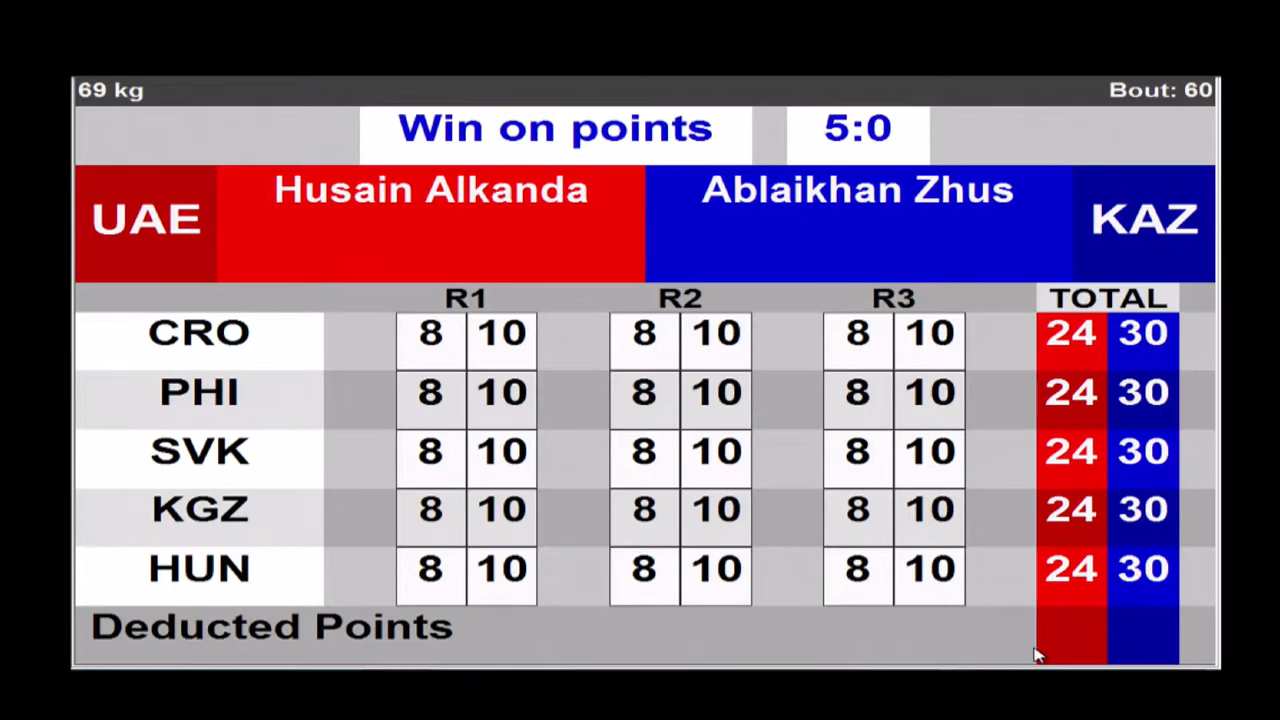 69 kg Bout: 60
Win on points 5:0
UAE Husain Alkanda Ablaikhan Zhus KAZ
R1 R2 R3 TOTAL
CRO 8 10 8 10 8 10 24 30
PHI 8 10 8 10 8 10 24 30
SVK 8 10 8 10 8 10 24 30
KGZ 8 10 8 10 8 10 24 30
HUN 8 10 8 10 8 10 24 30
Deducted Points